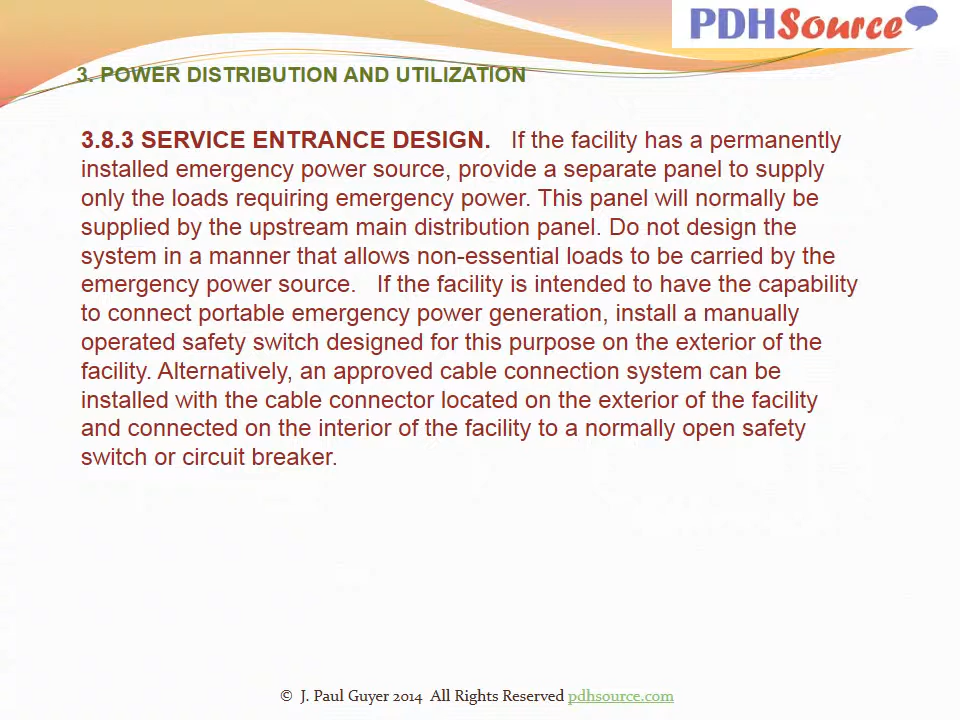 PDHSource
3. POWER DISTRIBUTION AND UTILIZATION
3.8.3 SERVICE ENTRANCE DESIGN. If the facility has a permanently
installed emergency power source, provide a separate panel to supply
only the loads requiring emergency power. This panel will normally be
supplied by the upstream main distribution panel. Do not design the
system in a manner that allows non-essential loads to be carried by the
emergency power source. If the facility is intended to have the capability
to connect portable emergency power generation, install a manually
operated safety switch designed for this purpose on the exterior of the
facility. Alternatively, an approved cable connection system can be
installed with the cable connector located on the exterior of the facility
and connected on the interior of the facility to a normally open safety
switch or circuit breaker.
© J. Paul Guyer 2014 All Rights Reserved pdhsource.com